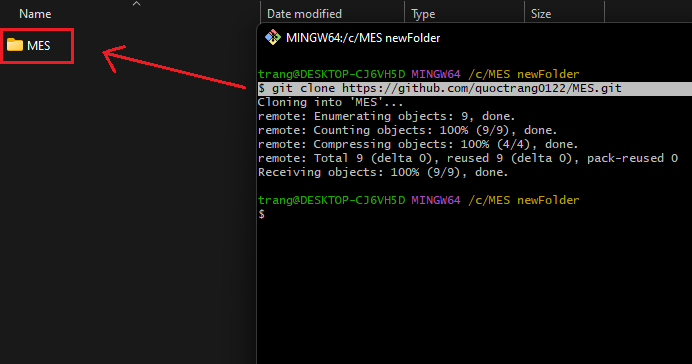 Name
Date modified
Type
Size
MES
MINGW64:/c/MES newFolder
trang@DESKTOP-CJ6VH5D MINGW64 /c/MES newFolder
$ git clone https://github.com/quoctrang0122/MES.git
Cloning into 'MES'...
remote: Enumerating objects: 9, done.
remote: Counting objects: 100% (9/9), done.
remote: Compressing objects: 100% (4/4), done.
remote: Total 9 (delta 0), reused 9 (delta 0), pack-reused 0
Receiving objects: 100% (9/9), done.
trang@DESKTOP-CJ6VH5D MINGW64 /c/MES newFolder
$